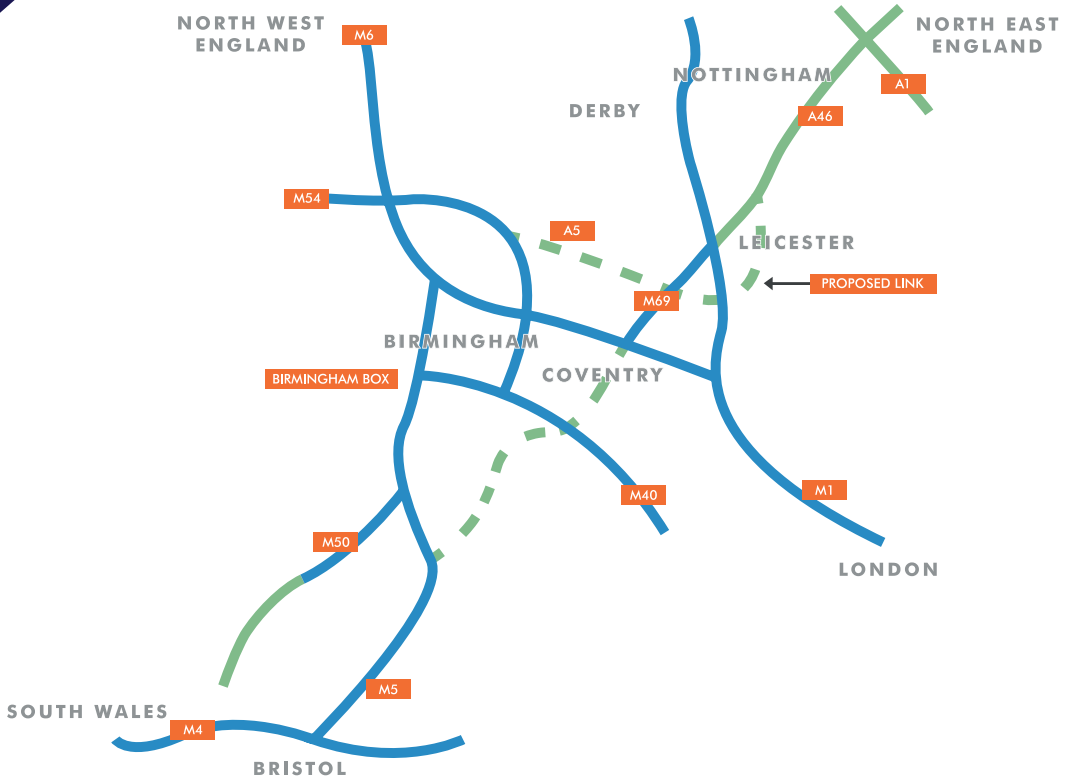 NORTH WEST
ENGLAND
M6
NORTH EAST
ENGLAND
NOTTINGHAM
A1
DERBY
A46
M54
A5
LEICESTER
PROPOSED LINK
M69
BIRMINGHAM
BIRMINGHAM BOX
COVENTRY
M40
M1
M50
LONDON
M5
SOUTH WALES
M4
BRISTOL